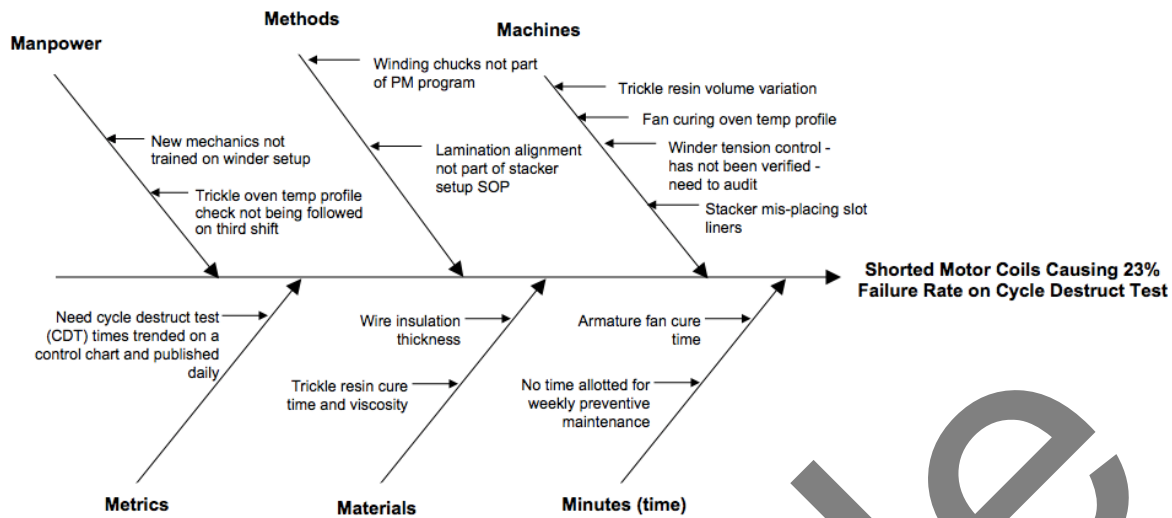 Manpower
Methods
Machines
Winding chucks not part
of PM program
Trickle resin volume variation
Fan curing oven temp profile
New mechanics not
trained on winder setup
Lamination alignment
not part of stacker
setup SOP
Winder tension control -
has not been verified -
need to audit
Trickle oven temp profile
check not being followed
on third shift
Stacker mis-placing slot
liners
Shorted Motor Coils Causing 23%
Failure Rate on Cycle Destruct Test
Need cycle destruct test
(CDT) times trended on a
control chart and published
daily
Wire insulation
thickness
Armature fan cure
time
Trickle resin cure
time and viscosity
No time allotted for
weekly preventive
maintenance
Metrics
Materials
Minutes (time)